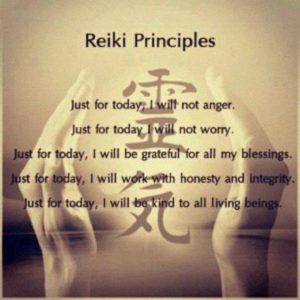 Reiki Principles
靈
氣
Just for today, I will not anger.
Just for today I will not worry.
Just for today, I will be grateful for all my blessings.
Just for today, I will work with honesty and integrity.
Just for today, I will be kind to all living beings.